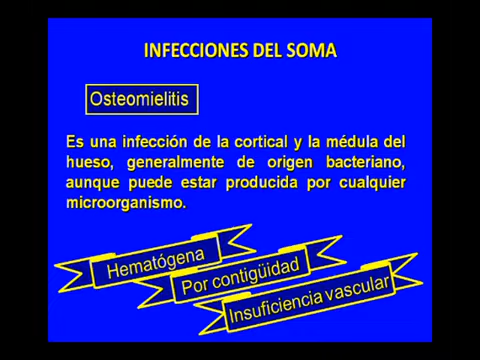 INFECCIONES DEL SOMA
Osteomielitis
Es una infección de la cortical y la médula del
hueso, generalmente de origen bacteriano,
aunque puede estar producida por cualquier
microorganismo.
Hematógena
Por contigüidad
Insuficiencia vascular